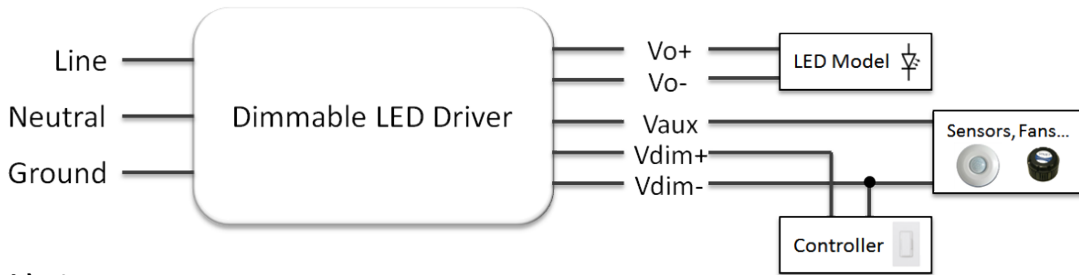 Line
Neutral
Ground
Dimmable LED Driver
Vo+
Vo-
Vaux
Vdim+
Vdim-
LED Model
Sensors, Fans...
Controller